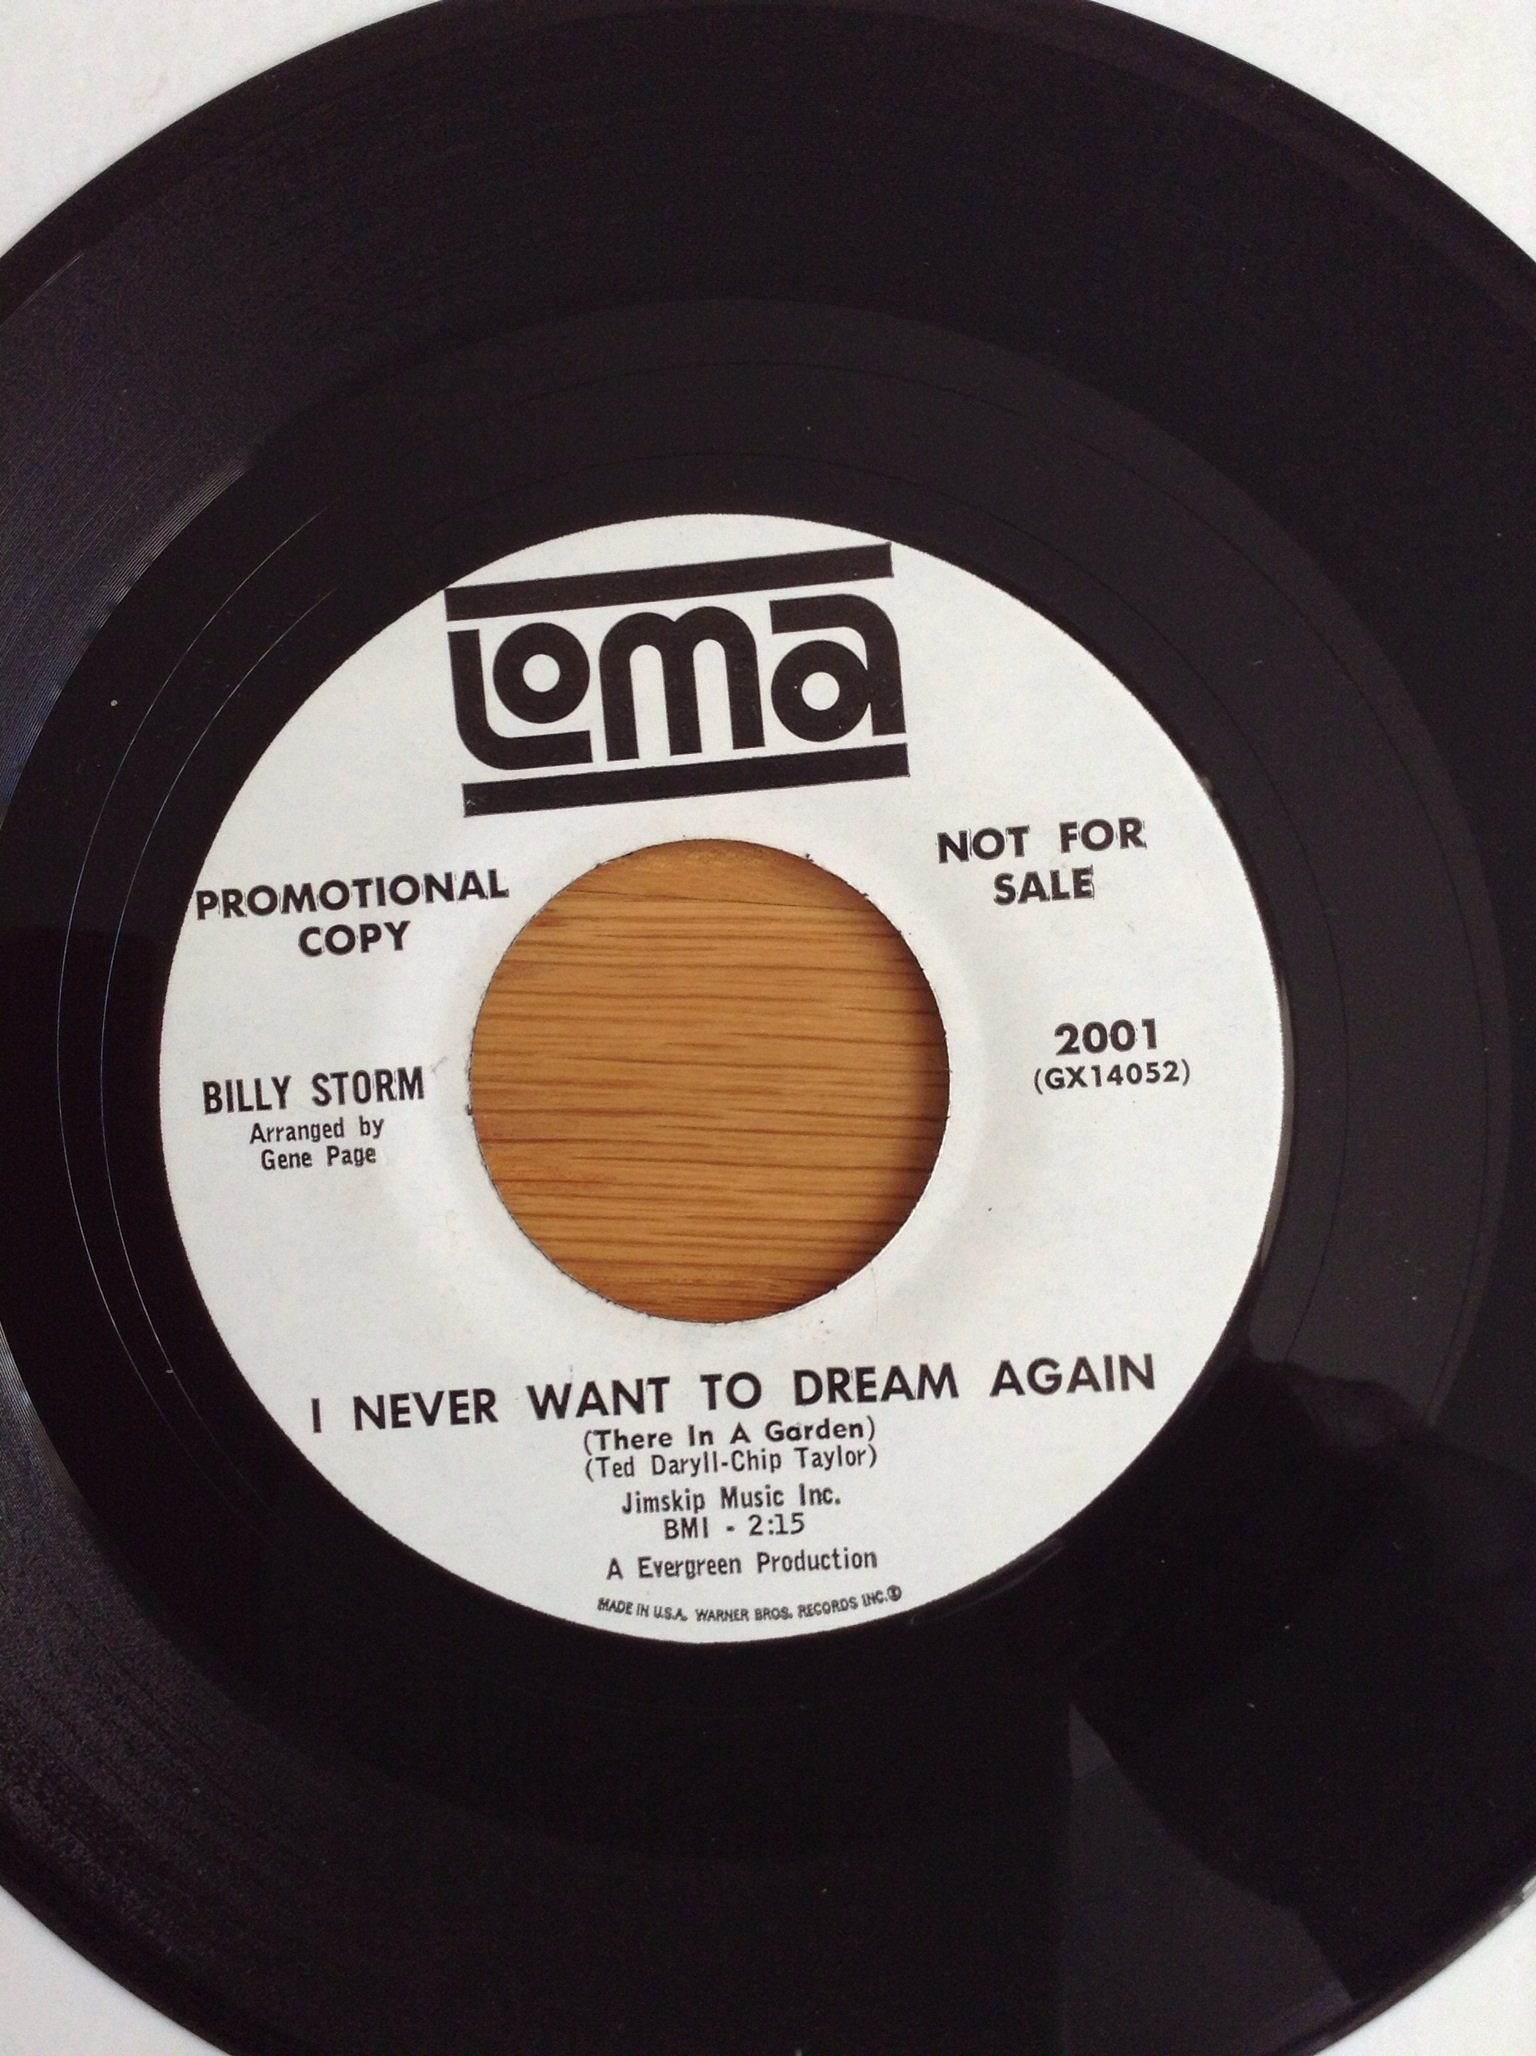 Loma
PROMOTIONAL
COPY
NOT FOR
SALE
BILLY STORM
Arranged by
Gene Page
2001
(GX14052)
I NEVER WANT TO DREAM AGAIN
(There In A Garden)
(Ted Daryll-Chip Taylor)
Jimskip Music Inc.
BMI - 2:15
A Evergreen Production
MADE IN U.S.A. WARNER BROS. RECORDS INC.